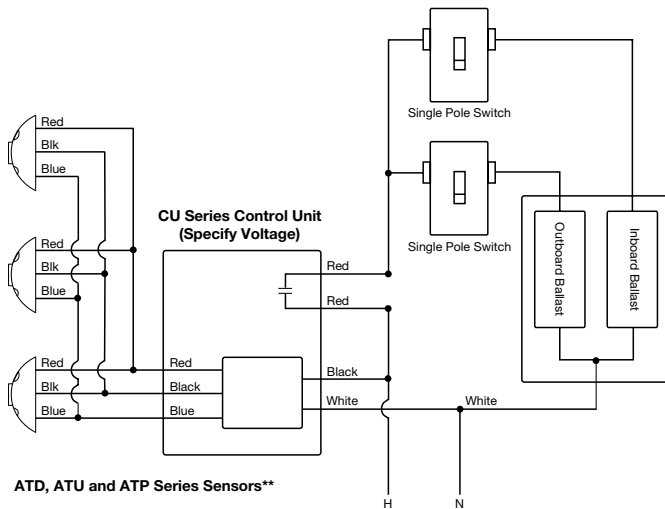 Single Pole Switch
Red
Blk
Blue
Single Pole Switch
CU Series Control Unit
(Specify Voltage)
Outboard Ballast
Inboard Ballast
Red
Blk
Blue
Red
Red
Red
Blk
Blue
Red
Black
Blue
Black
White
White
ATD, ATU and ATP Series Sensors**
H
N